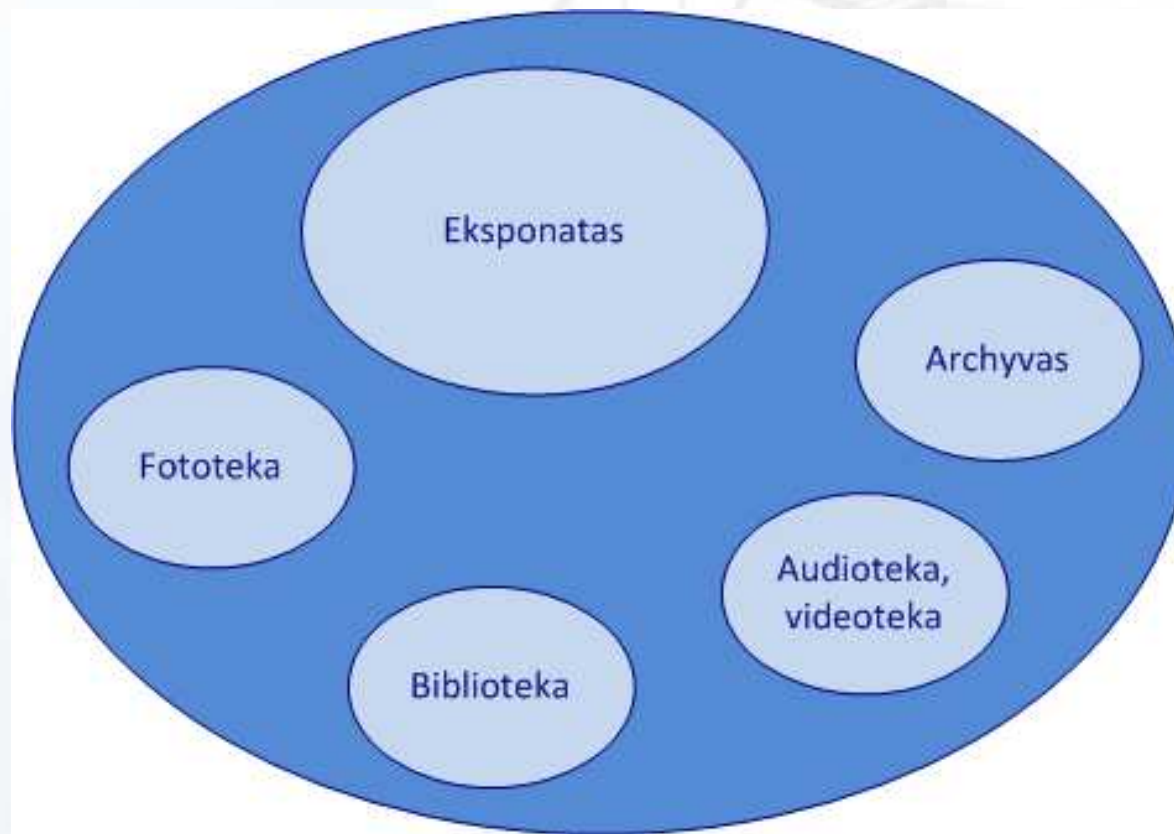 Eksponatas
Archyvas
Fototeka
Audioteka,
videoteka
Biblioteka